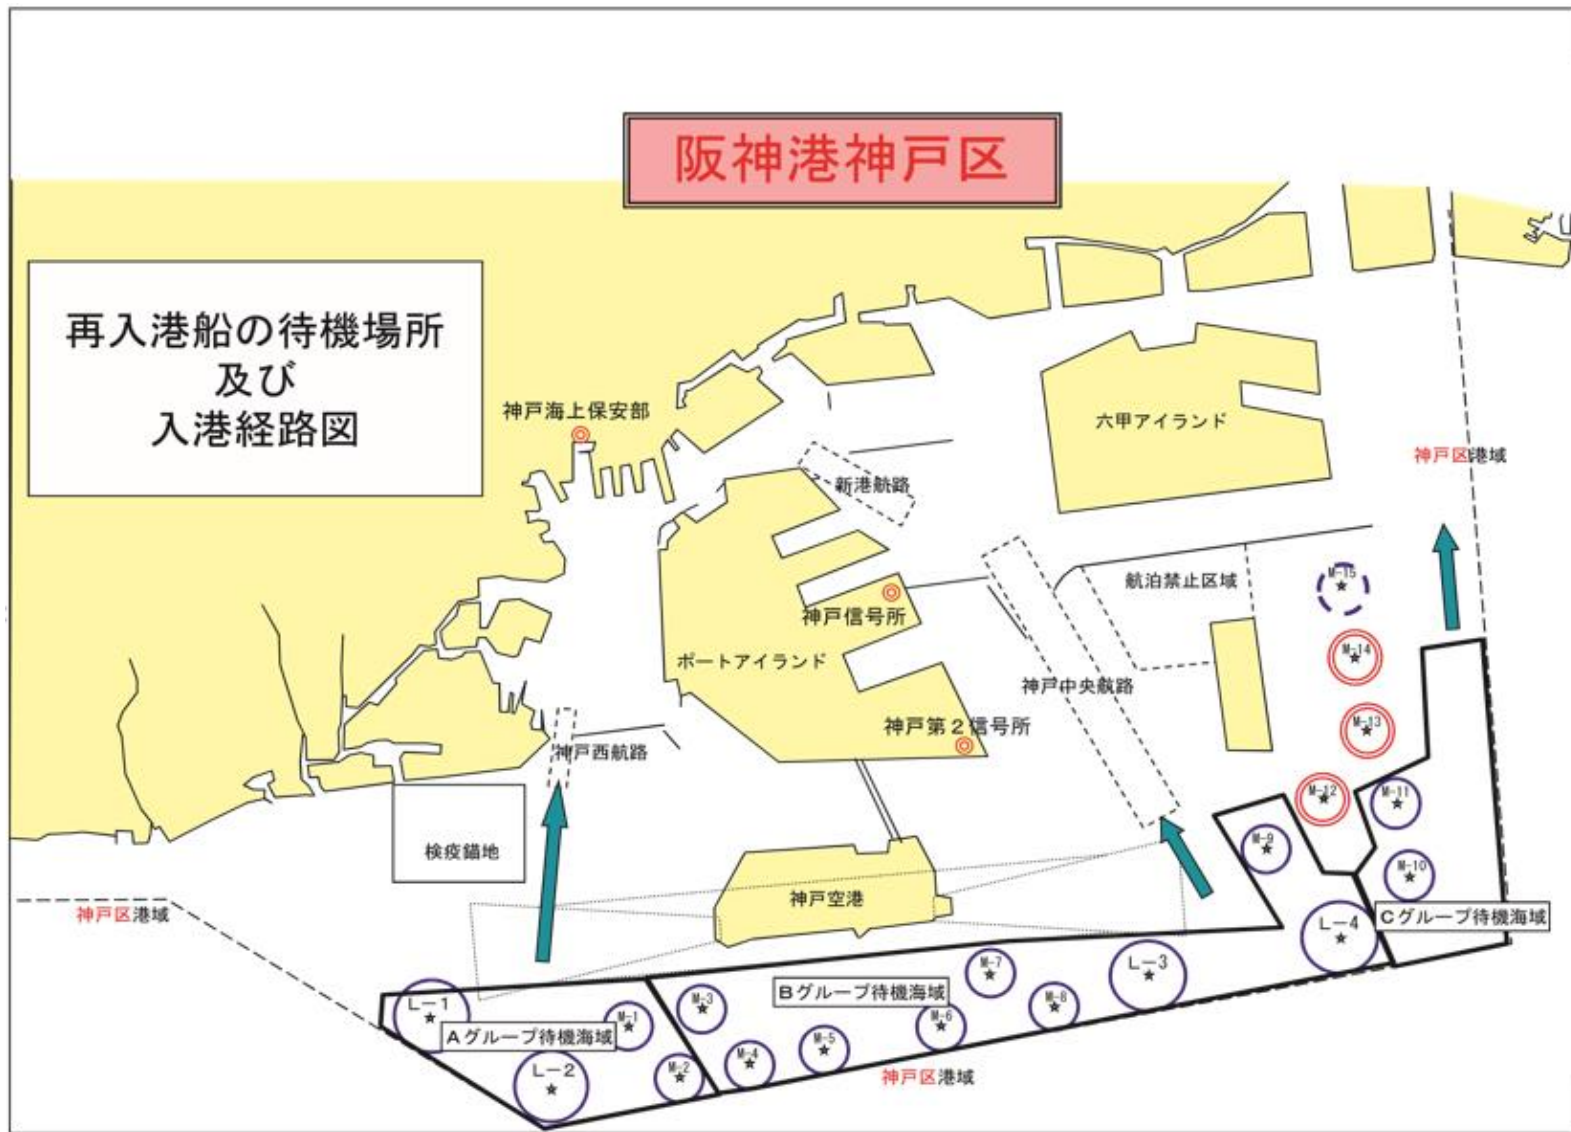 阪神港神戸区
再入港船の待機場所
及び
入港経路図
神戸海上保安部
六甲アイランド
神戸区港域
新港航路
航泊禁止区域
M-15
神戸信号所
M-14
ポートアイランド
神戸中央航路
M-13
神戸第2信号所
神戸西航路
M-12
M-11
検疫錨地
M-9
M-10
神戸空港
神戸区港域
Cグループ待機海域
L-4
L-3
M-7
Bグループ待機海域
M-3
M-8
L-1
M-1
M-6
Aグループ待機海域
M-5
M-4
L-2
M-2
神戸区港域